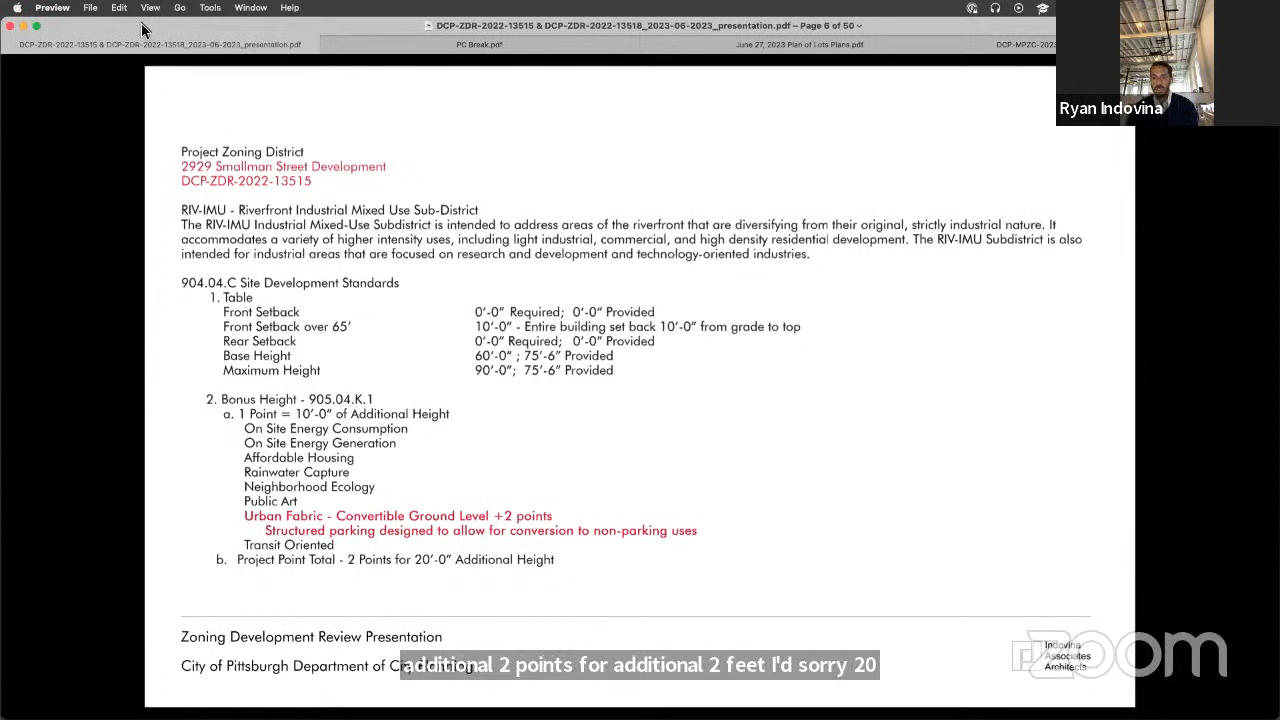 Preview File Edit View Go Tools Window Help
DCP-ZDR-2022-13515 & DCP-ZDR-2022-13518_2023-06-2023_presentation.pdf – Page 6 of 50
DCP-ZDR-2022-13515 & DCP-ZDR-2022-13518_2023-06-2023_presentation.pdf
PC Break.pdf
June 27, 2023 Plan of Lots Plans.pdf
DCP-MPZC-2023
Ryan Indovina
Project Zoning District
2929 Smallman Street Development
DCP-ZDR-2022-13515
RIV-IMU - Riverfront Industrial Mixed Use Sub-District
The RIV-IMU Industrial Mixed-Use Subdistrict is intended to address areas of the riverfront that are diversifying from their original, strictly industrial nature. It
accommodates a variety of higher intensity uses, including light industrial, commercial, and high density residential development. The RIV-IMU Subdistrict is also
intended for industrial areas that are focused on research and development and technology-oriented industries.
904.04.C Site Development Standards
1. Table
Front Setback 0'-0" Required; 0'-0" Provided
Front Setback over 65' 10'-0" - Entire building set back 10'-0" from grade to top
Rear Setback 0'-0" Required; 0'-0" Provided
Base Height 60'-0" ; 75'-6" Provided
Maximum Height 90'-0"; 75'-6" Provided
2. Bonus Height - 905.04.K.1
a. 1 Point = 10'-0" of Additional Height
On Site Energy Consumption
On Site Energy Generation
Affordable Housing
Rainwater Capture
Neighborhood Ecology
Public Art
Urban Fabric - Convertible Ground Level +2 points
Structured parking designed to allow for conversion to non-parking uses
Transit Oriented
b. Project Point Total - 2 Points for 20'-0" Additional Height
Zoning Development Review Presentation
City of Pittsburgh Department of
additional 2 points for additional 2 feet I'd sorry 20
Indovina
Associates
Architects
zoom